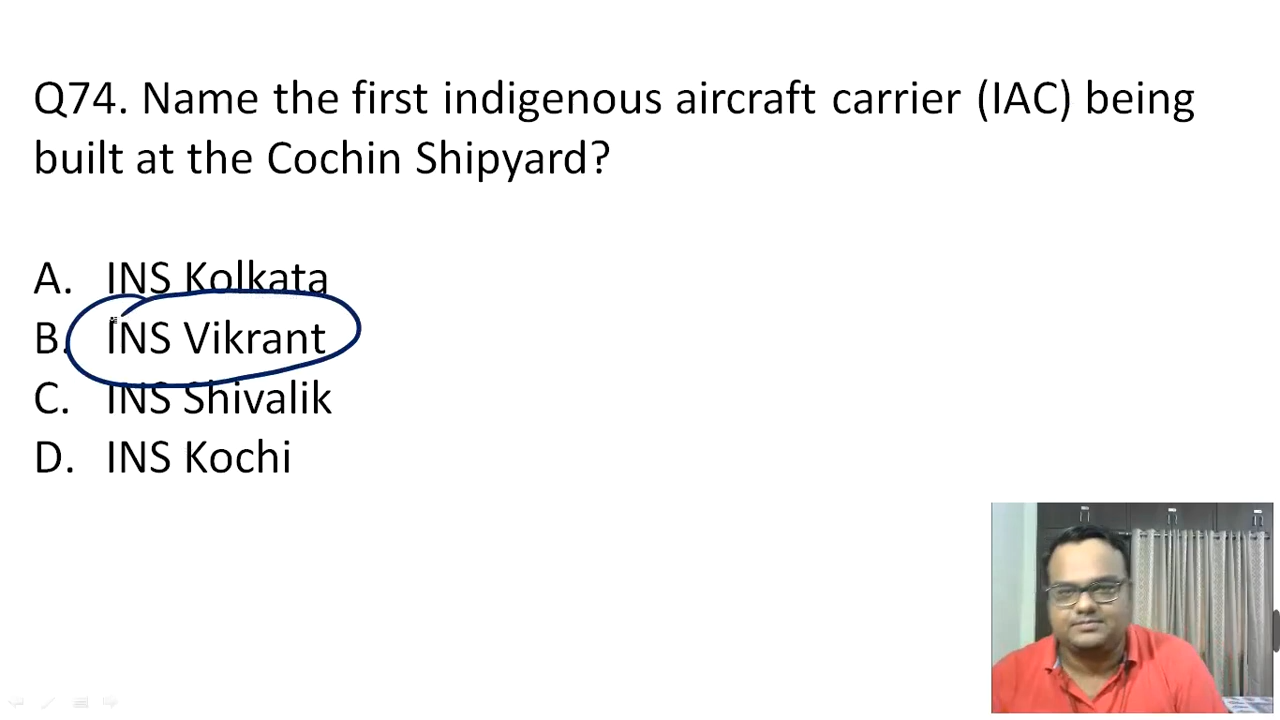 Q74. Name the first indigenous aircraft carrier (IAC) being
built at the Cochin Shipyard?
A. INS Kolkata
B. INS Vikrant
C. INS Shivalik
D. INS Kochi